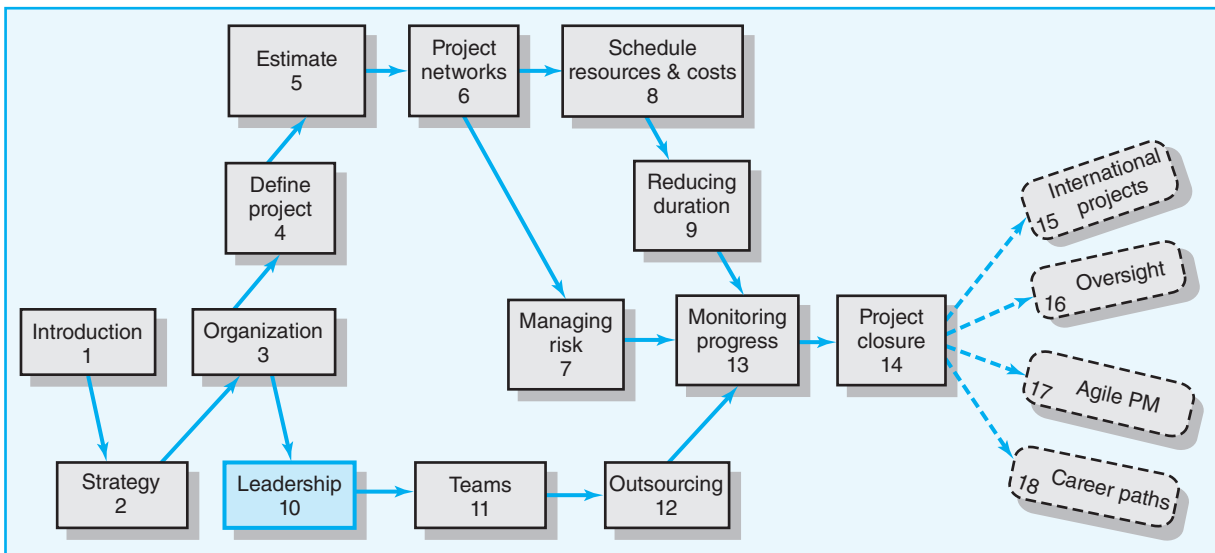 Estimate
5
Project
networks
6
Schedule
resources & costs
8
Define
project
4
Reducing
duration
9
International
projects
15
Oversight
16
Introduction
1
Organization
3
Managing
risk
7
Monitoring
progress
13
Project
closure
14
Agile PM
17
Strategy
2
Leadership
10
Teams
11
Outsourcing
12
Career paths
18